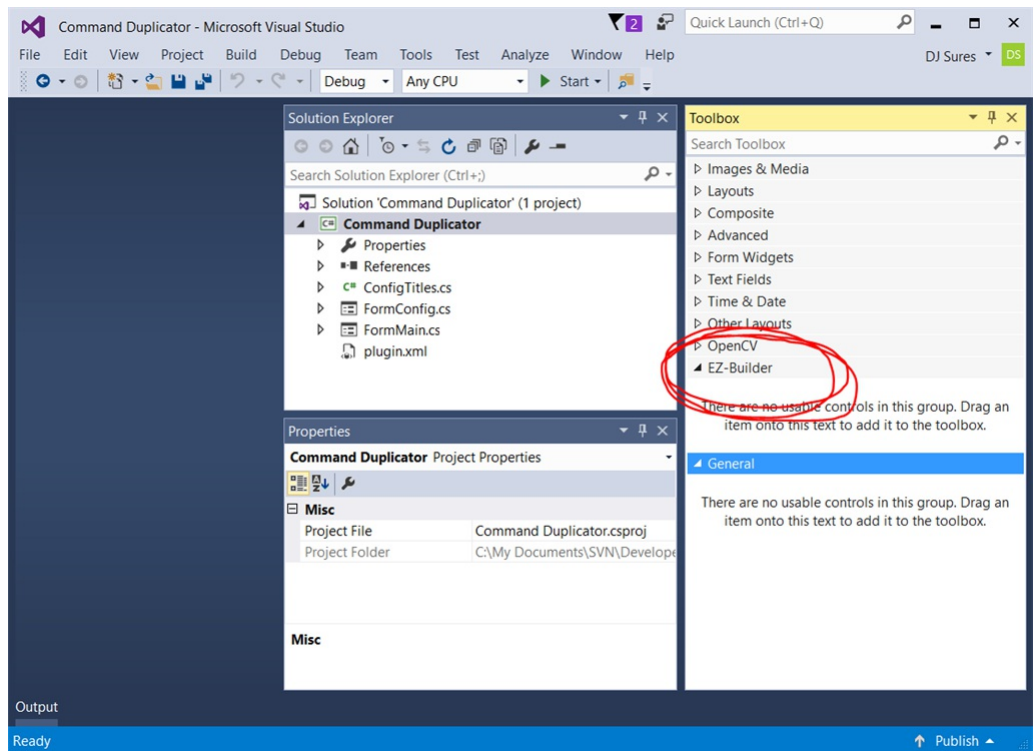 Command Duplicator - Microsoft Visual Studio
2
Quick Launch (Ctrl+Q)
File Edit View Project Build Debug Team Tools Test Analyze Window Help
DJ Sures
DS
Debug
Any CPU
Start
Solution Explorer
Search Solution Explorer (Ctrl+;)
Solution 'Command Duplicator' (1 project)
C# Command Duplicator
Properties
References
C# ConfigTitles.cs
FormConfig.cs
FormMain.cs
plugin.xml
Properties
Command Duplicator Project Properties
Misc
Project File Command Duplicator.csproj
Project Folder C:\My Documents\SVN\Develope
Misc
Toolbox
Search Toolbox
Images & Media
Layouts
Composite
Advanced
Form Widgets
Text Fields
Time & Date
Other Layouts
OpenCV
EZ-Builder
There are no usable controls in this group. Drag an
item onto this text to add it to the toolbox.
General
There are no usable controls in this group. Drag an
item onto this text to add it to the toolbox.
Output
Ready
Publish